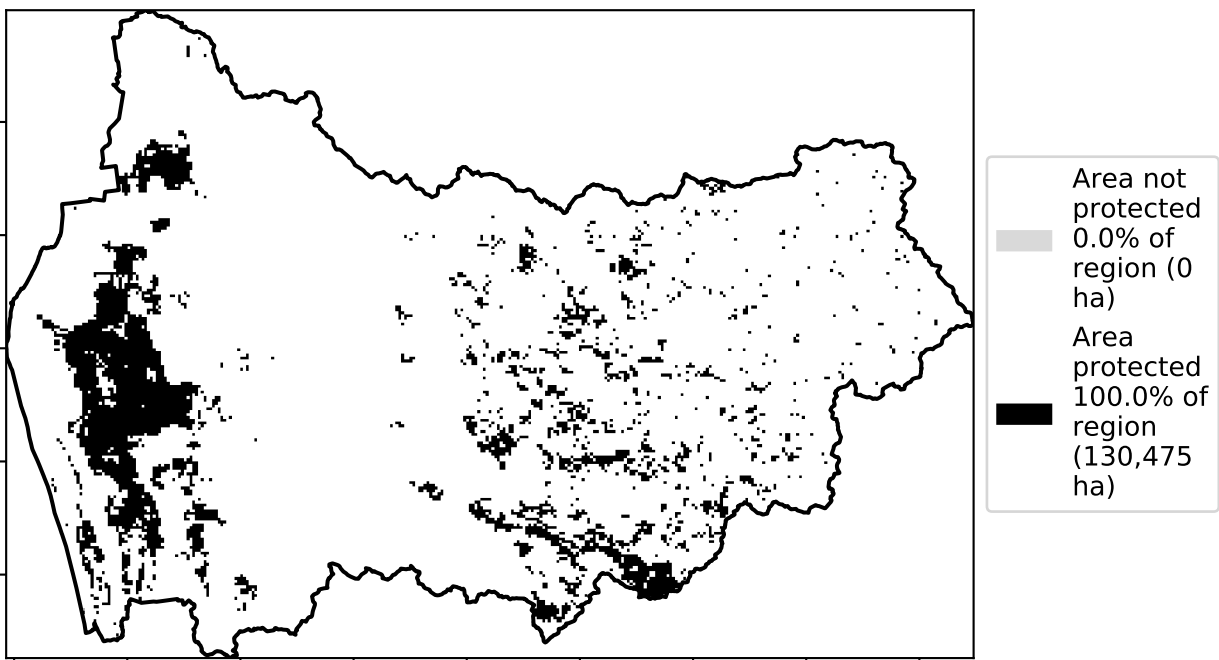 Area not
protected
0.0% of
region (0
ha)
Area
protected
100.0% of
region
(130,475
ha)